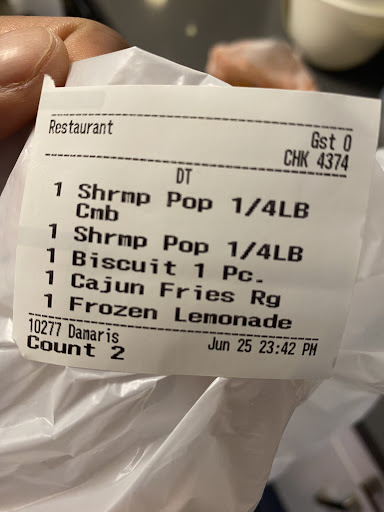 Restaurant
Gst 0
CHK 4374
DT
1 Shrmp Pop 1/4LB
Cmb
1 Shrmp Pop 1/4LB
1 Biscuit 1 Pc.
1 Cajun Fries Rg
1 Frozen Lemonade
10277 Damaris
Count 2 Jun 25 23:42 PM